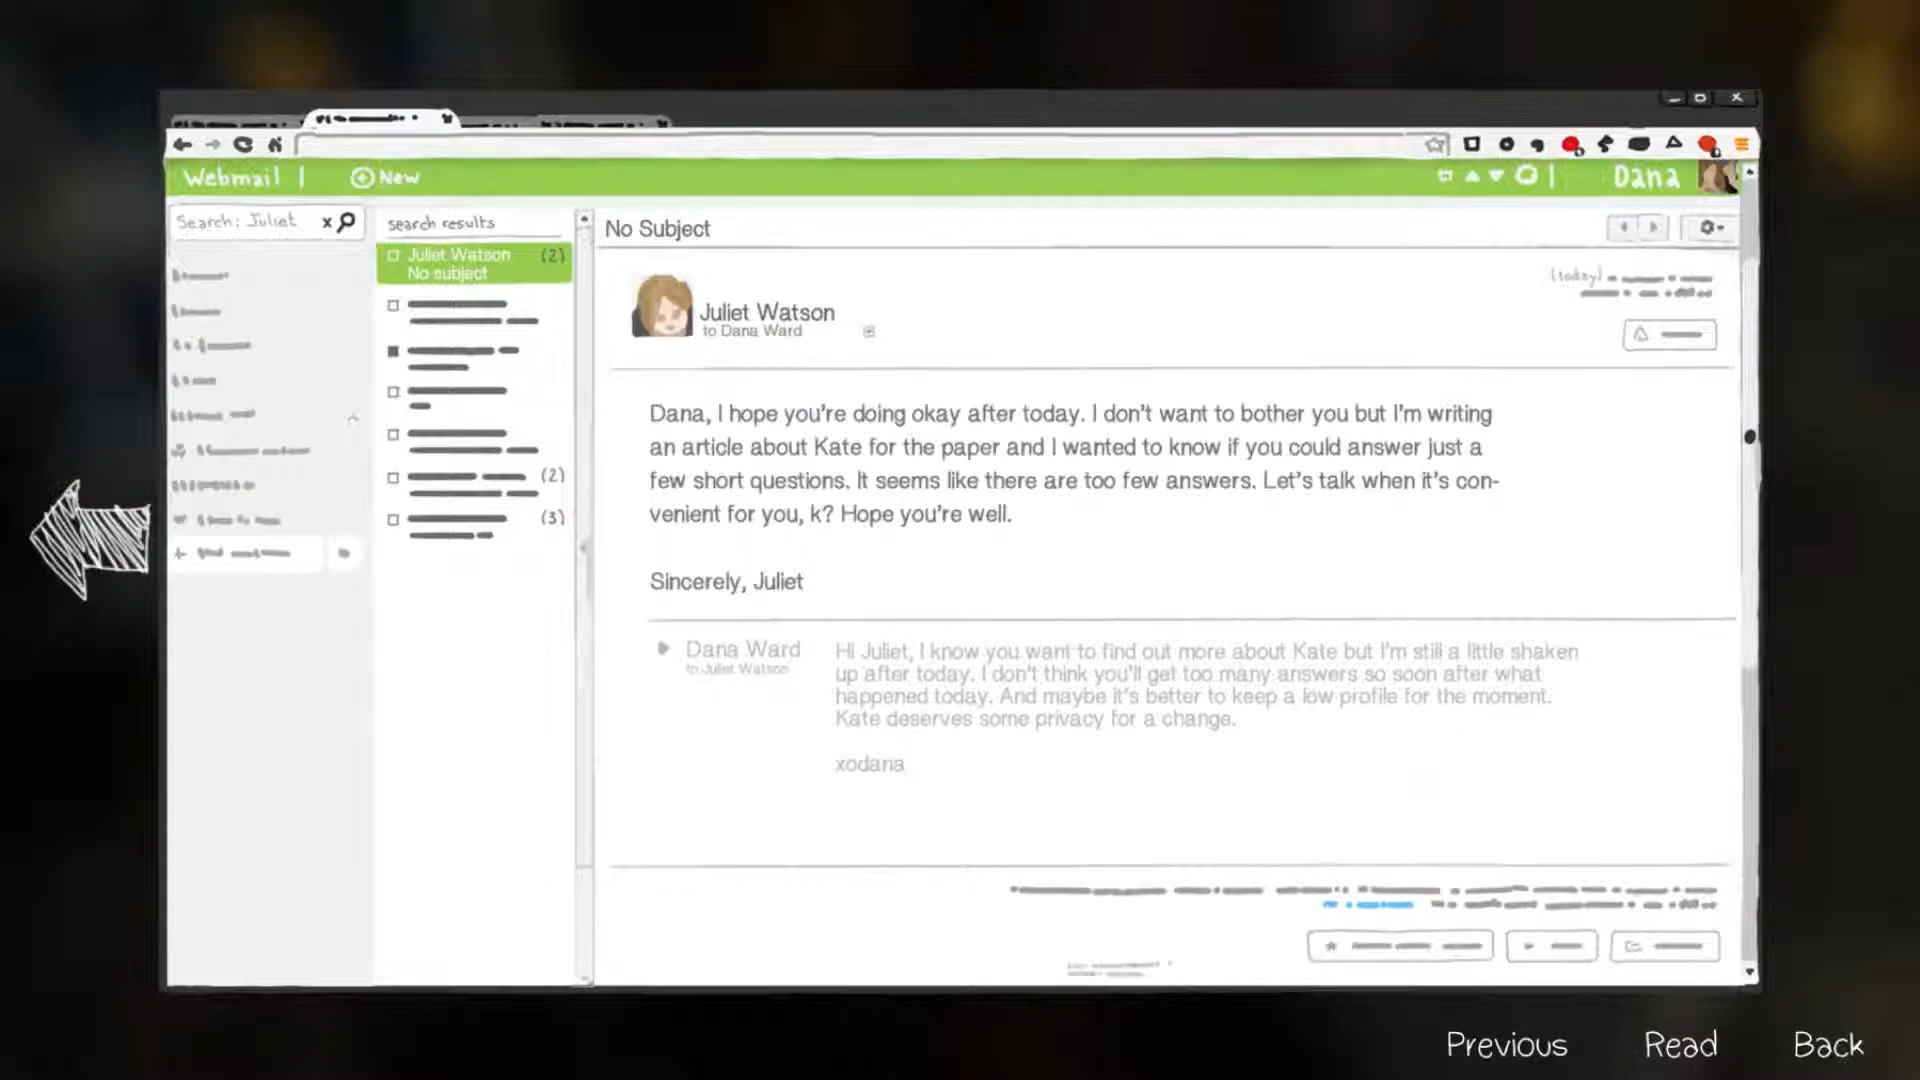 Webmail | New
Dana
Search: Juliet x
search results
Juliet Watson (2)
No subject
(2)
(3)
No Subject
(today)
Juliet Watson
to Dana Ward
Dana, I hope you're doing okay after today. I don't want to bother you but I'm writing
an article about Kate for the paper and I wanted to know if you could answer just a
few short questions. It seems like there are too few answers. Let's talk when it's con-
venient for you, k? Hope you're well.
Sincerely, Juliet
Dana Ward
to Juliet Watson
Hi Juliet, I know you want to find out more about Kate but I'm still a little shaken
up after today. I don't think you'll get too many answers so soon after what
happened today. And maybe it's better to keep a low profile for the moment.
Kate deserves some privacy for a change.
xodana
Previous Read Back